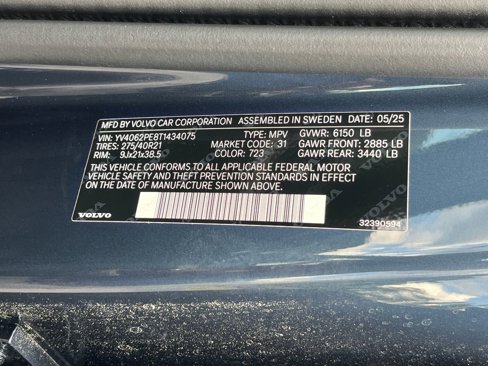 MFD BY VOLVO CAR CORPORATION ASSEMBLED IN SWEDEN DATE: 05/25
VIN: YV4062PE8T1434075 TYPE: MPV GVWR: 6150 LB
TIRES: 275/40R21 MARKET CODE: 31 GAWR FRONT: 2885 LB
RIM: 9Jx21x38.5 COLOR: 723 GAWR REAR: 3440 LB
THIS VEHICLE CONFORMS TO ALL APPLICABLE FEDERAL MOTOR
VEHICLE SAFETY AND THEFT PREVENTION STANDARDS IN EFFECT
ON THE DATE OF MANUFACTURE SHOWN ABOVE.
VOLVO 32390594